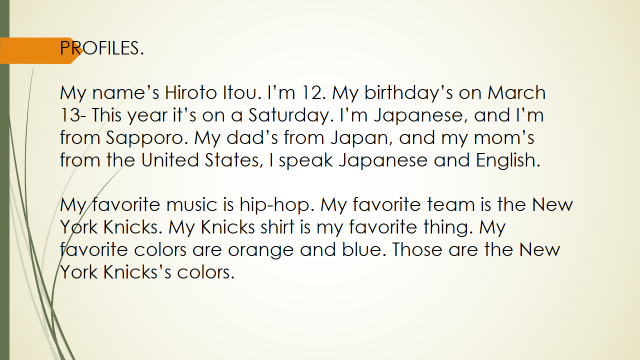 PROFILES.
My name’s Hiroto Itou. I’m 12. My birthday’s on March
13- This year it’s on a Saturday. I’m Japanese, and I’m
from Sapporo. My dad’s from Japan, and my mom’s
from the United States, I speak Japanese and English.
My favorite music is hip-hop. My favorite team is the New
York Knicks. My Knicks shirt is my favorite thing. My
favorite colors are orange and blue. Those are the New
York Knicks’s colors.